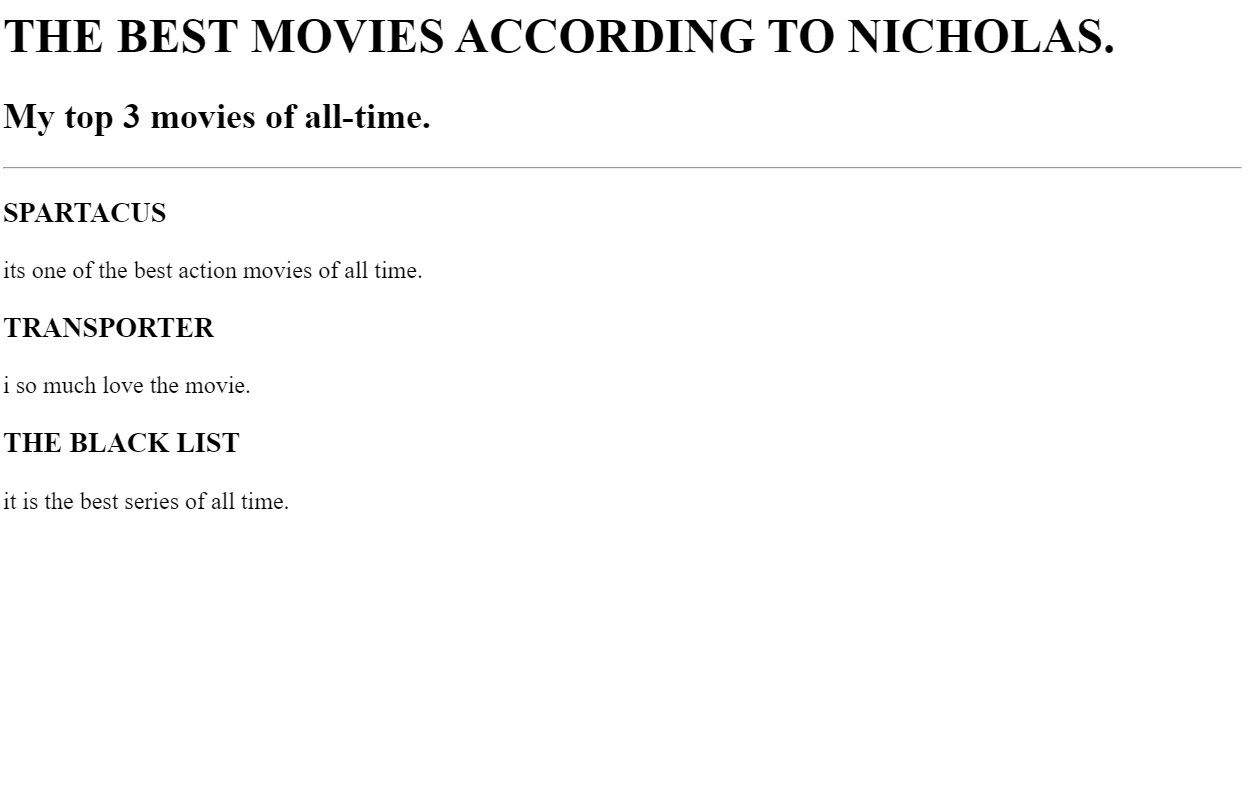 THE BEST MOVIES ACCORDING TO NICHOLAS.
My top 3 movies of all-time.
SPARTACUS
its one of the best action movies of all time.
TRANSPORTER
i so much love the movie.
THE BLACK LIST
it is the best series of all time.